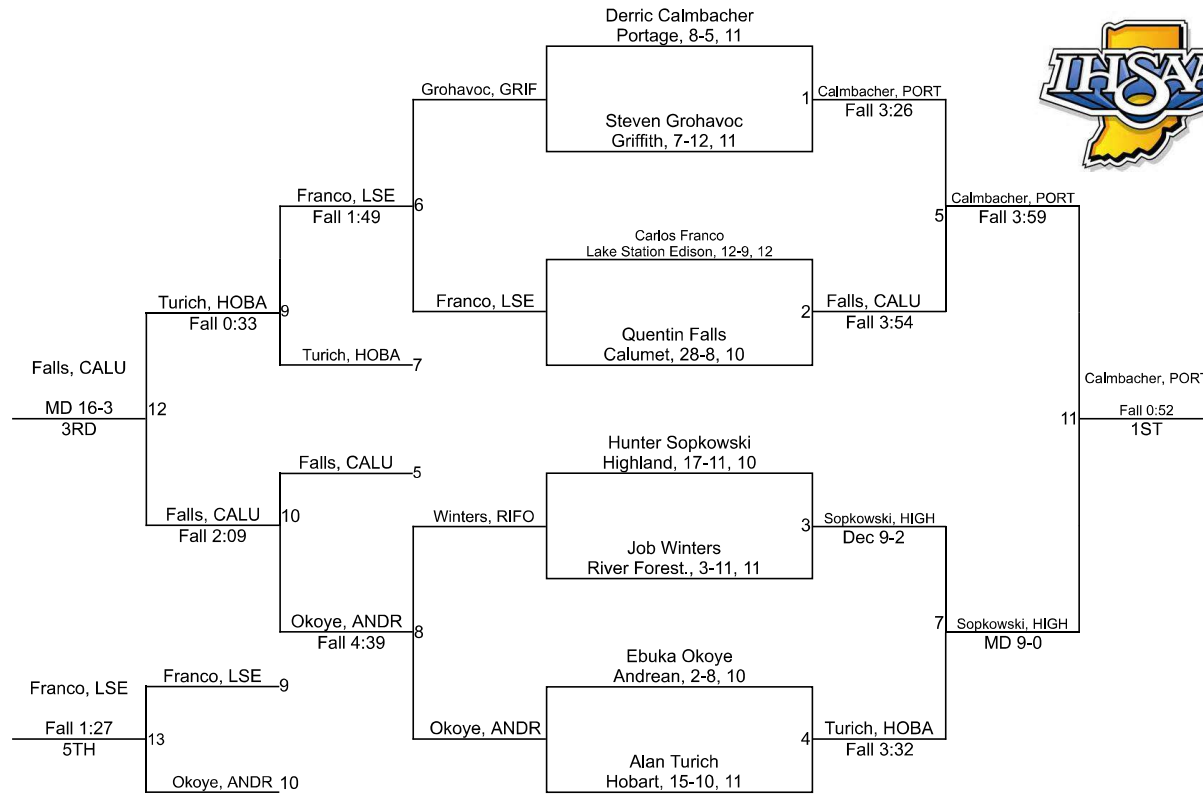 Derric Calmbacher
Portage, 8-5, 11
IHSAA
Grohavoc, GRIF
1
Calmbacher, PORT
Fall 3:26
Steven Grohavoc
Griffith, 7-12, 11
Franco, LSE
6
Fall 1:49
5
Calmbacher, PORT
Fall 3:59
Carlos Franco
Lake Station Edison, 12-9, 12
Turich, HOBA
9
Fall 0:33
Franco, LSE
2
Falls, CALU
Fall 3:54
Quentin Falls
Calumet, 28-8, 10
Turich, HOBA
7
Falls, CALU
MD 16-3
12
3RD
Calmbacher, PORT
11
Fall 0:52
1ST
Hunter Sopkowski
Highland, 17-11, 10
Falls, CALU
5
Falls, CALU
10
Fall 2:09
Winters, RIFO
3
Sopkowski, HIGH
Dec 9-2
Job Winters
River Forest., 3-11, 11
Okoye, ANDR
8
Fall 4:39
7
Sopkowski, HIGH
MD 9-0
Ebuka Okoye
Andrean, 2-8, 10
Franco, LSE
Franco, LSE
9
Fall 1:27
13
5TH
Okoye, ANDR
4
Turich, HOBA
Fall 3:32
Alan Turich
Hobart, 15-10, 11
Okoye, ANDR
10